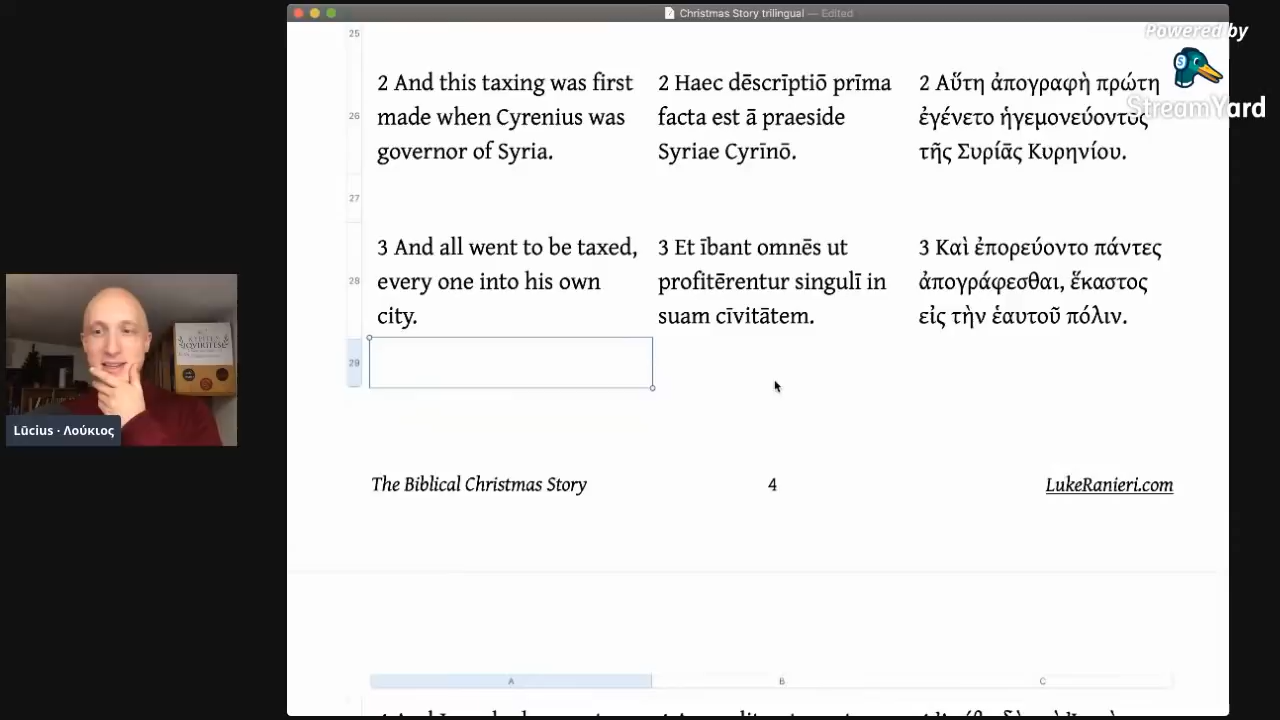 Christmas Story trilingual — Edited
Powered by
StreamYard
25
2 And this taxing was first
made when Cyrenius was
governor of Syria.
2 Haec dēscrīptiō prīma
facta est ā praeside
Syriae Cyrīnō.
2 Αὕτη ἀπογραφὴ πρώτη
ἐγένετο ἡγεμονεύοντος
τῆς Συρίᾱς Κυρηνίου.
26
27
3 And all went to be taxed,
every one into his own
city.
3 Et ībant omnēs ut
profitērentur singulī in
suam cīvitātem.
3 Καὶ ἐπορεύοντο πάντες
ἀπογράφεσθαι, ἕκαστος
εἰς τὴν ἑαυτοῦ πόλιν.
28
29
Lūcius · Λούκιος
The Biblical Christmas Story
4
LukeRanieri.com
A
B
C